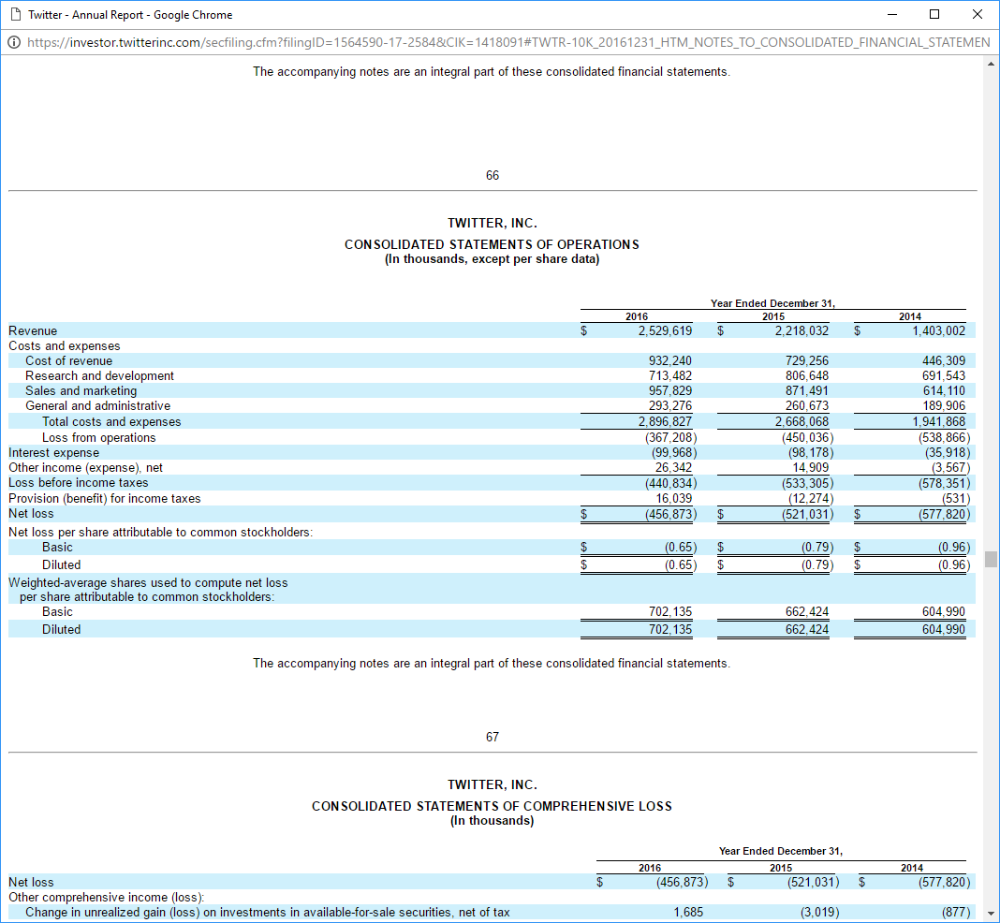 Twitter - Annual Report - Google Chrome
https://investor.twitterinc.com/secfiling.cfm?filingID=1564590-17-2584&CIK=1418091#TWTR-10K_20161231_HTM_NOTES_TO_CONSOLIDATED_FINANCIAL_STATEMEN
The accompanying notes are an integral part of these consolidated financial statements.
66
TWITTER, INC.
CONSOLIDATED STATEMENTS OF OPERATIONS
(In thousands, except per share data)
Year Ended December 31,
2016 2015 2014
Revenue $ 2,529,619 $ 2,218,032 $ 1,403,002
Costs and expenses
Cost of revenue 932,240 729,256 446,309
Research and development 713,482 806,648 691,543
Sales and marketing 957,829 871,491 614,110
General and administrative 293,276 260,673 189,906
Total costs and expenses 2,896,827 2,668,068 1,941,868
Loss from operations (367,208) (450,036) (538,866)
Interest expense (99,968) (98,178) (35,918)
Other income (expense), net 26,342 14,909 (3,567)
Loss before income taxes (440,834) (533,305) (578,351)
Provision (benefit) for income taxes 16,039 (12,274) (531)
Net loss $ (456,873) $ (521,031) $ (577,820)
Net loss per share attributable to common stockholders:
Basic $ (0.65) $ (0.79) $ (0.96)
Diluted $ (0.65) $ (0.79) $ (0.96)
Weighted-average shares used to compute net loss
per share attributable to common stockholders:
Basic 702,135 662,424 604,990
Diluted 702,135 662,424 604,990
The accompanying notes are an integral part of these consolidated financial statements.
67
TWITTER, INC.
CONSOLIDATED STATEMENTS OF COMPREHENSIVE LOSS
(In thousands)
Year Ended December 31,
2016 2015 2014
Net loss $ (456,873) $ (521,031) $ (577,820)
Other comprehensive income (loss):
Change in unrealized gain (loss) on investments in available-for-sale securities, net of tax 1,685 (3,019) (877)